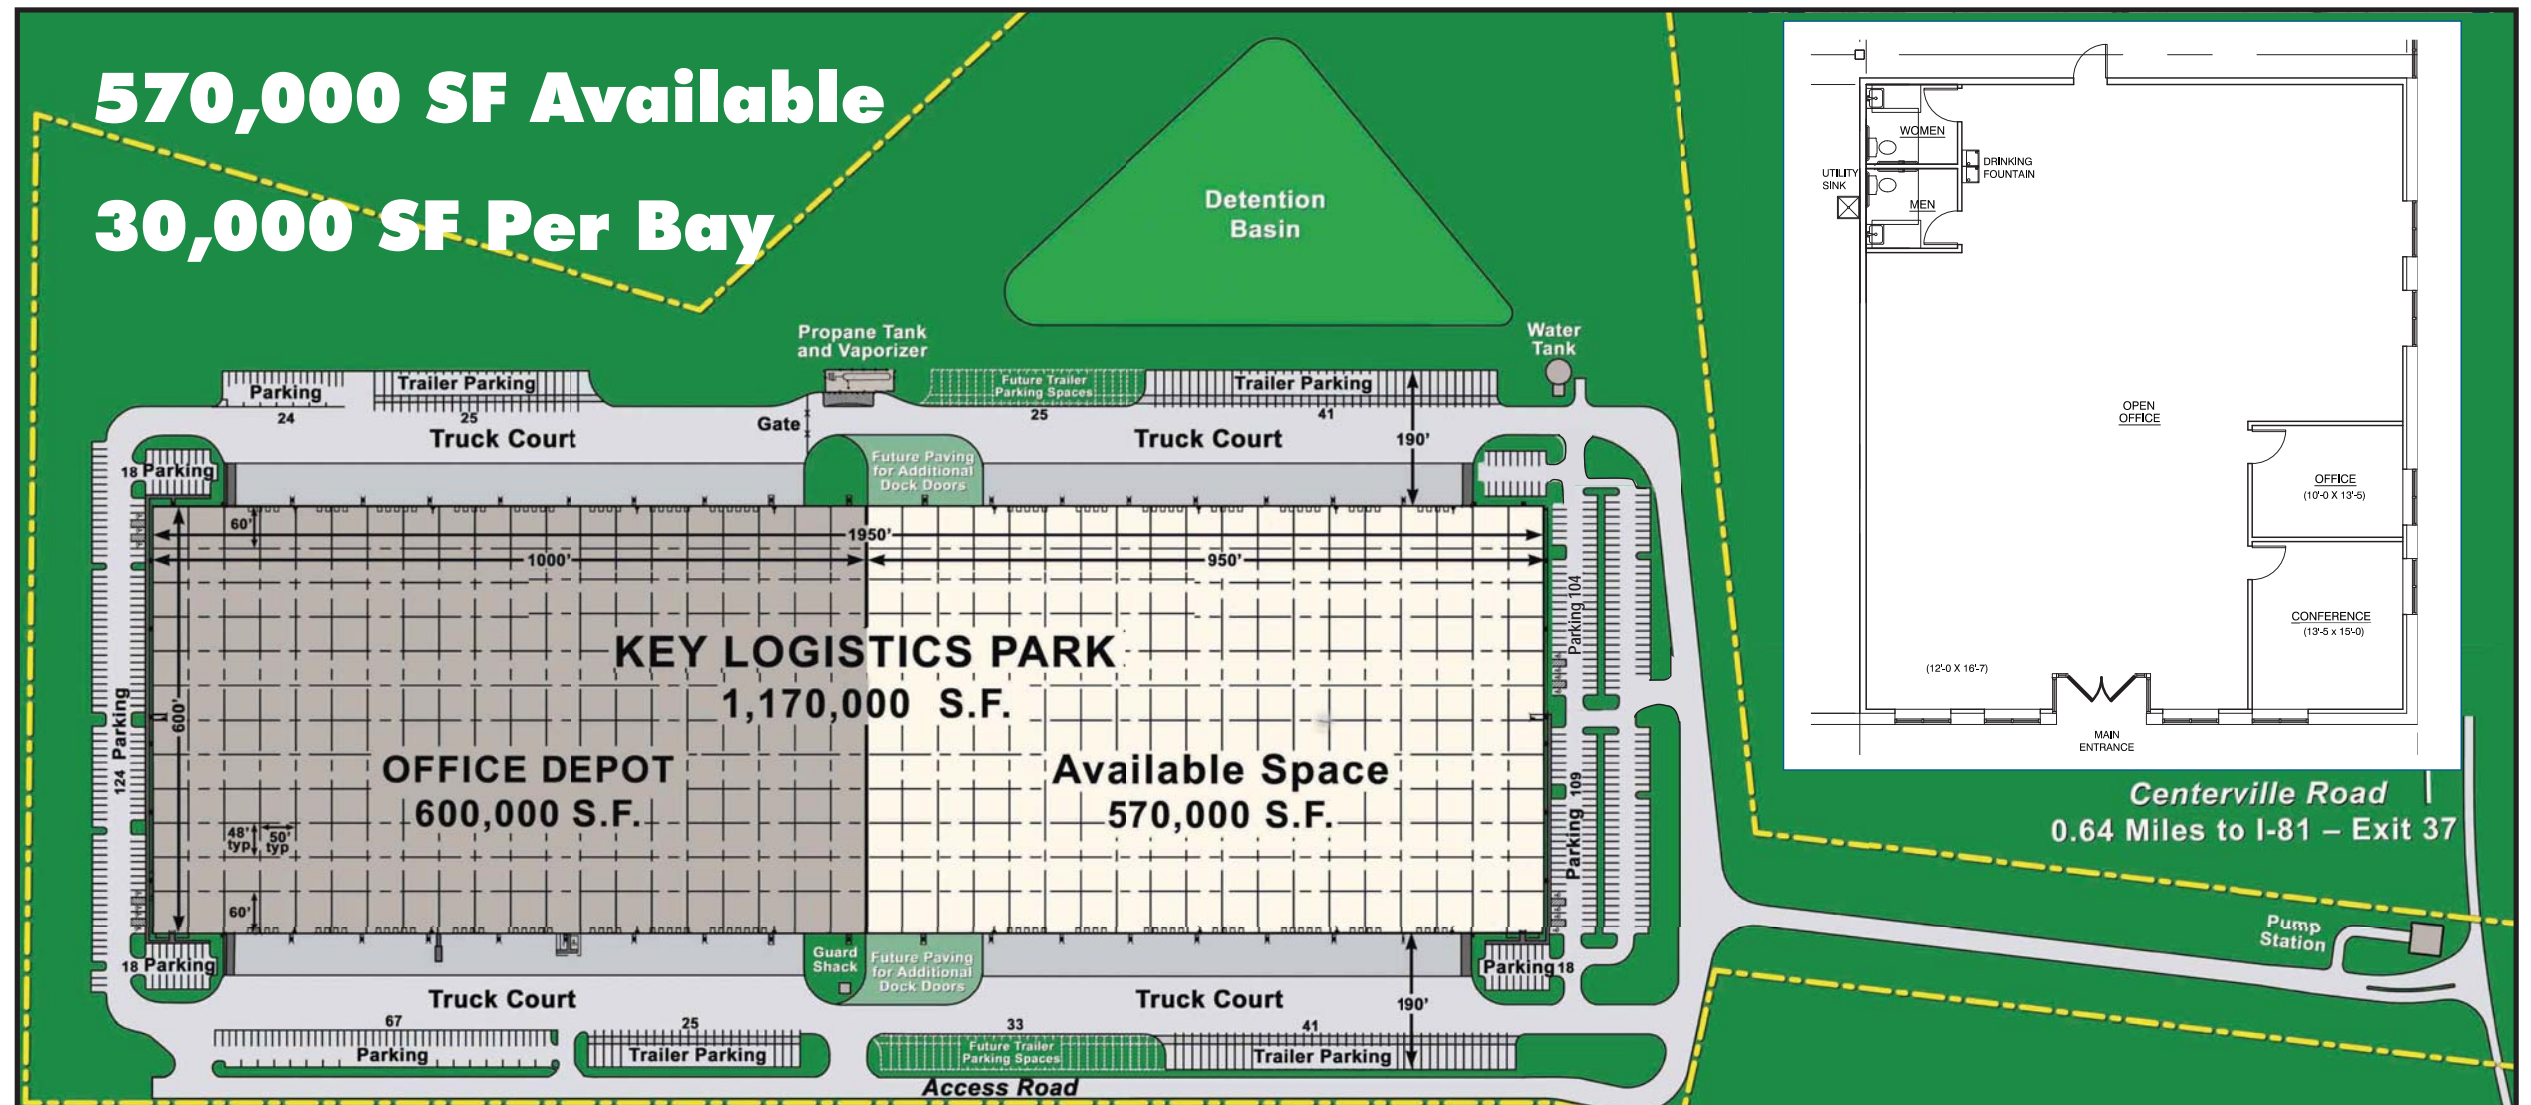 570,000 SF Available
30,000 SF Per Bay
Detention
Basin
Propane Tank
and Vaporizer
Water
Tank
Parking
24
Trailer Parking
25
Future Trailer
Parking Spaces
25
Trailer Parking
41
Gate
Truck Court
Truck Court
190'
18 Parking
Future Paving
for Additional
Dock Doors
60'
1950'
1000'
950'
KEY LOGISTICS PARK
1,170,000 S.F.
600'
OFFICE DEPOT
600,000 S.F.
Available Space
570,000 S.F.
48'
typ
50'
typ
60'
124 Parking
Parking 104
Parking 109
18 Parking
Guard
Shack
Future Paving
for Additional
Dock Doors
Parking 18
Truck Court
Truck Court
190'
67
Parking
25
Trailer Parking
33
Future Trailer
Parking Spaces
41
Trailer Parking
Access Road
WOMEN
DRINKING
FOUNTAIN
UTILITY
SINK
MEN
OPEN
OFFICE
OFFICE
(10'-0 X 13'-5)
CONFERENCE
(13'-5 x 15'-0)
(12'-0 X 16'-7)
MAIN
ENTRANCE
Centerville Road
0.64 Miles to I-81 – Exit 37
Pump
Station